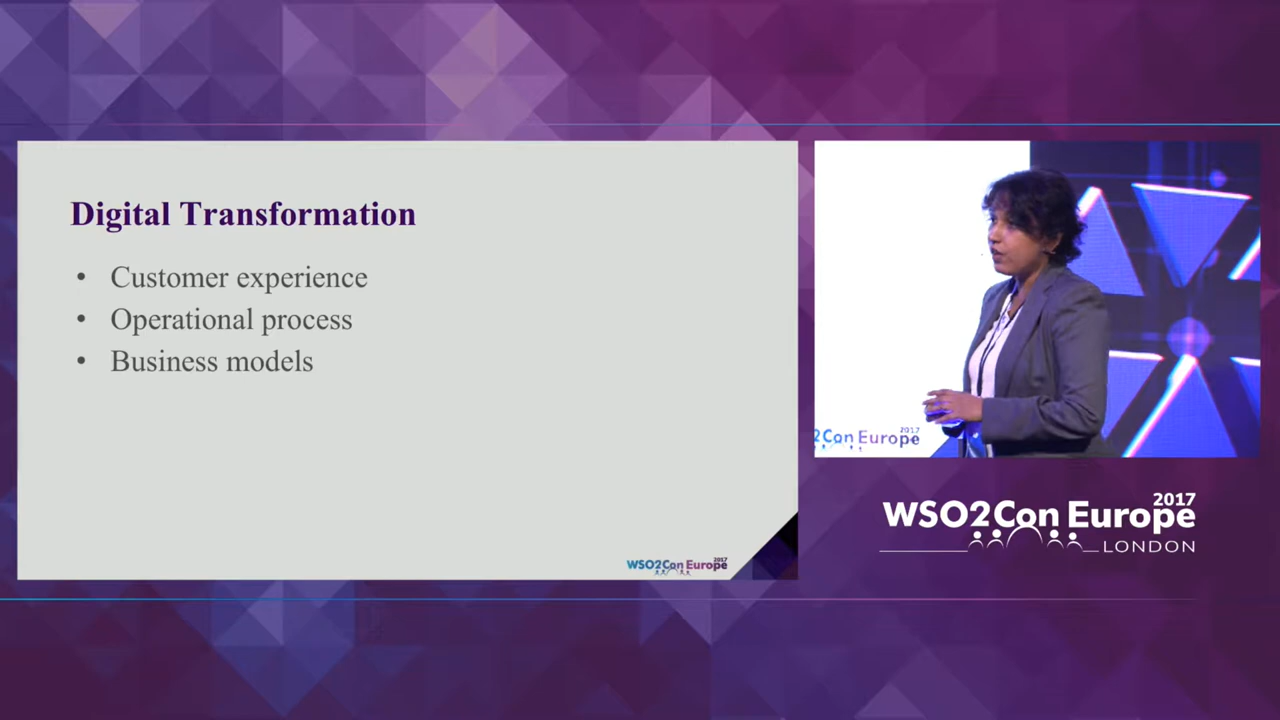 Digital Transformation
• Customer experience
• Operational process
• Business models
WSO2Con Europe 2017
2Con Europe 2017
WSO2Con Europe 2017
LONDON